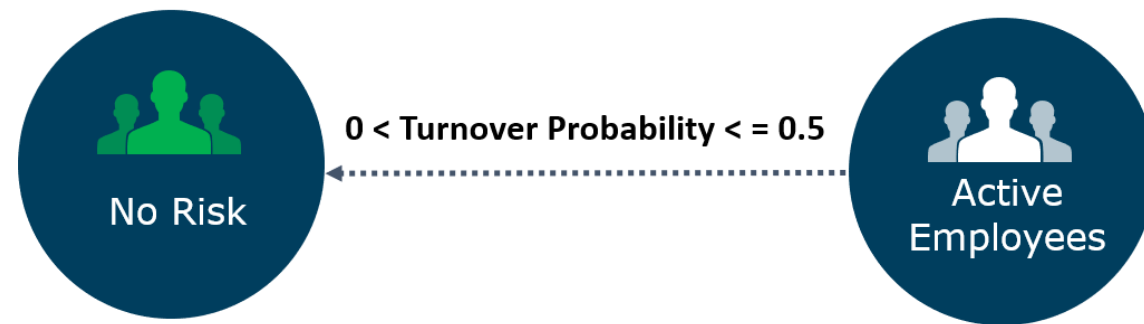 No Risk
0 < Turnover Probability < = 0.5
Active
Employees